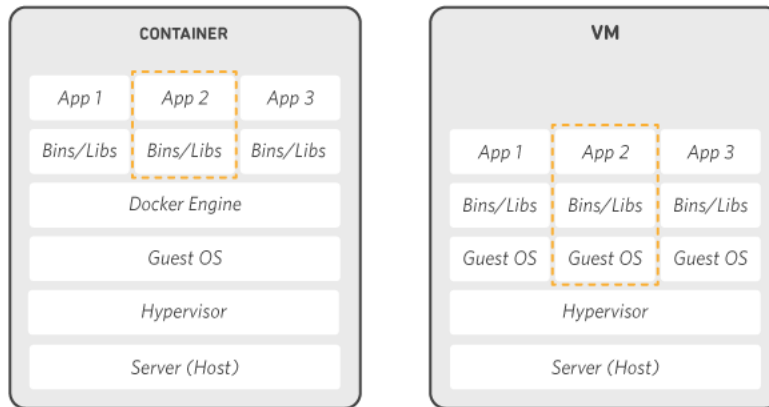 CONTAINER
App 1 App 2 App 3
Bins/Libs Bins/Libs Bins/Libs
Docker Engine
Guest OS
Hypervisor
Server (Host)
VM
App 1 App 2 App 3
Bins/Libs Bins/Libs Bins/Libs
Guest OS Guest OS Guest OS
Hypervisor
Server (Host)